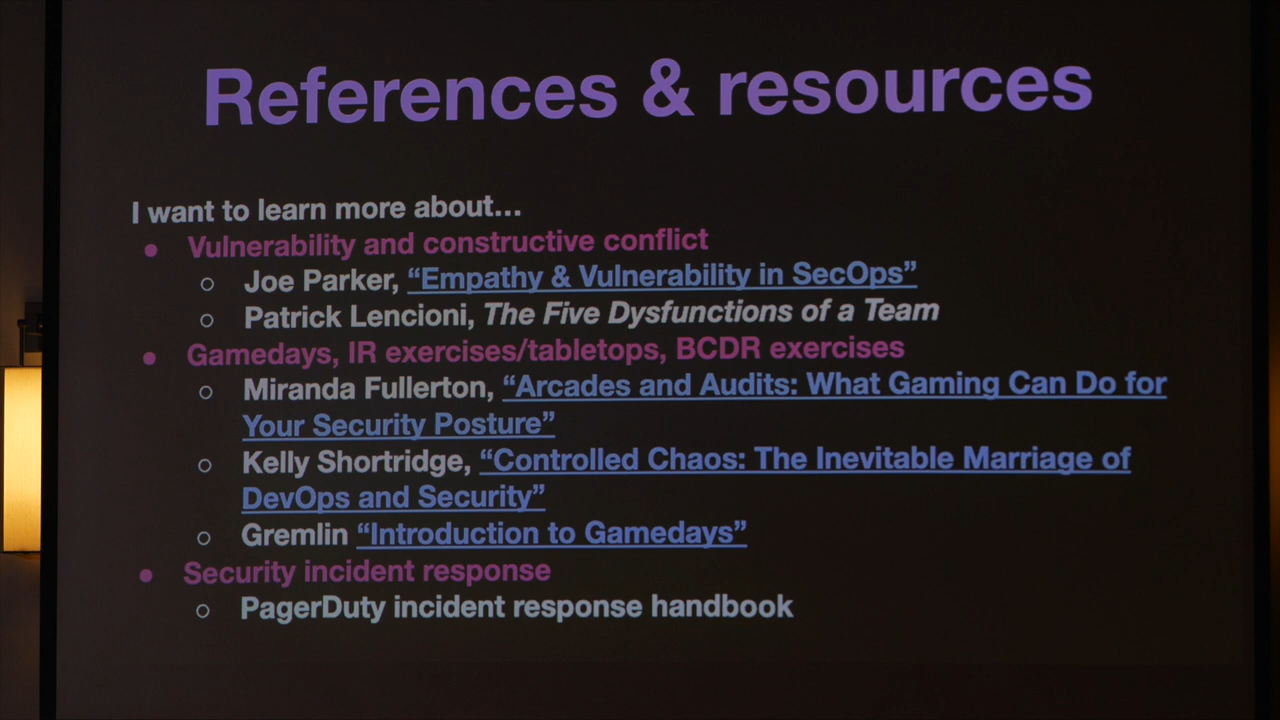 References & resources
I want to learn more about...
● Vulnerability and constructive conflict
○ Joe Parker, “Empathy & Vulnerability in SecOps”
○ Patrick Lencioni, The Five Dysfunctions of a Team
● Gamedays, IR exercises/tabletops, BCDR exercises
○ Miranda Fullerton, “Arcades and Audits: What Gaming Can Do for
Your Security Posture”
○ Kelly Shortridge, “Controlled Chaos: The Inevitable Marriage of
DevOps and Security”
○ Gremlin “Introduction to Gamedays”
● Security incident response
○ PagerDuty incident response handbook